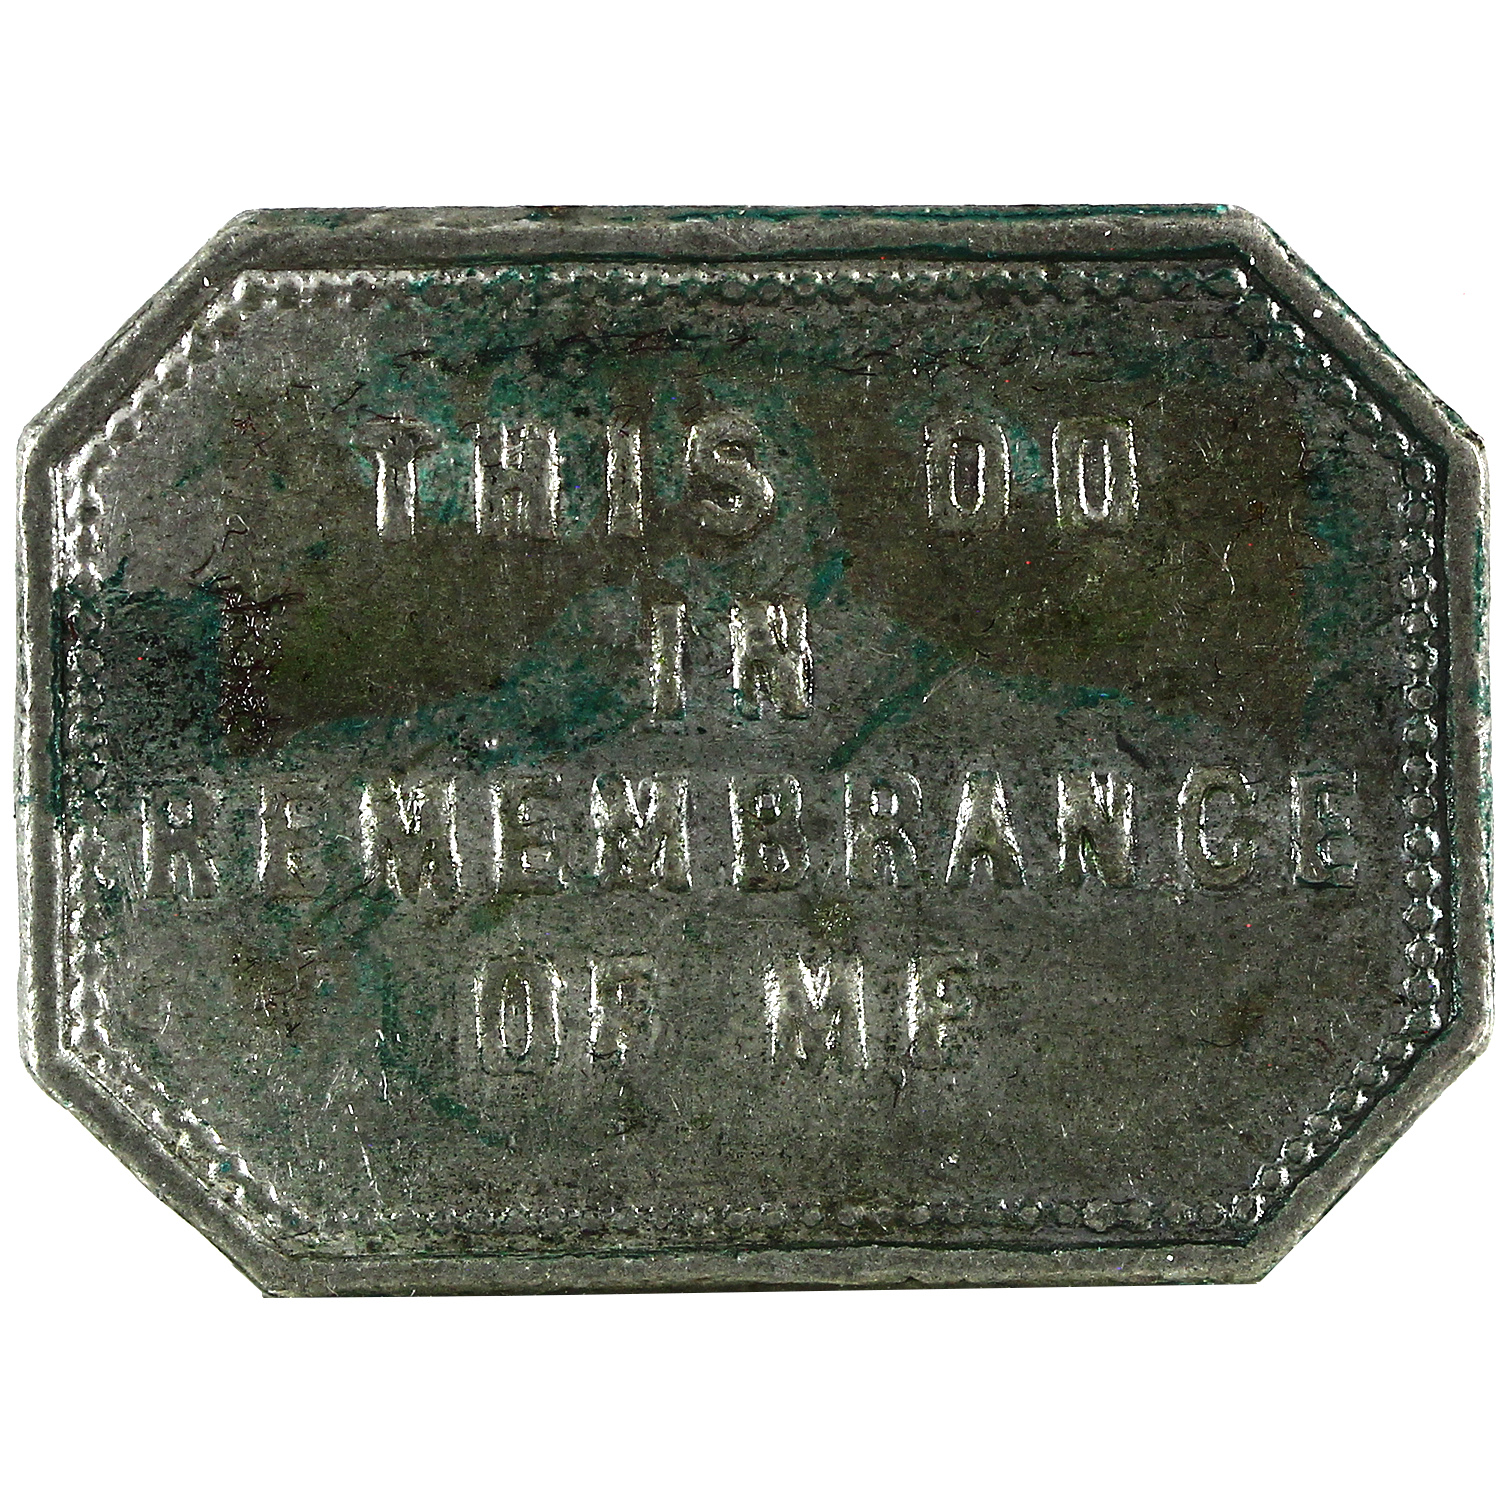 THIS DO
IN
REMEMBRANCE
OF ME